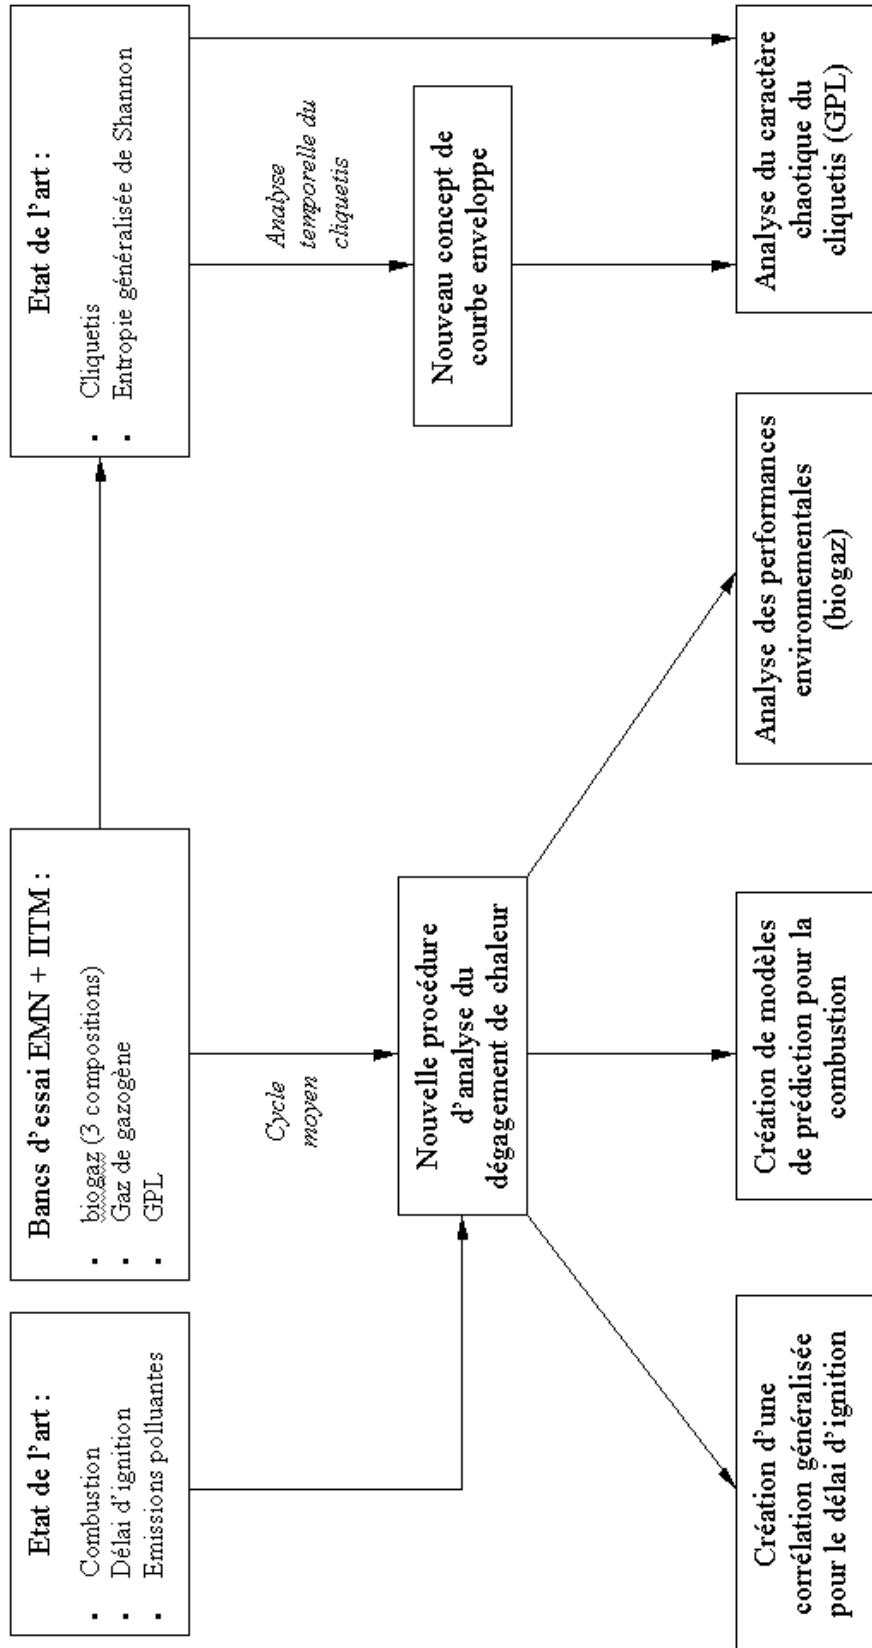 Etat de l'art :
▪ Combustion
▪ Délai d'ignition
▪ Emissions polluantes
Bancs d'essai EMN + IITM :
▪ biogaz (3 compositions)
▪ Gaz de gazogène
▪ GPL
Etat de l'art :
▪ Cliquetis
▪ Entropie généralisée de Shannon
Cycle
moyen
Analyse
temporelle du
cliquetis
Nouvelle procédure
d'analyse du
dégagement de chaleur
Nouveau concept de
courbe enveloppe
Création d'une
corrélation généralisée
pour le délai d'ignition
Création de modèles
de prédiction pour la
combustion
Analyse des performances
environnementales
(biogaz)
Analyse du caractère
chaotique du
cliquetis (GPL)